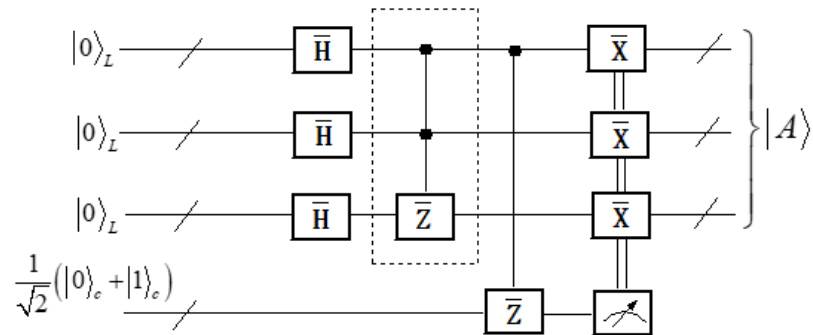 |0⟩_L H̅ X̅
|0⟩_L H̅ X̅ |A⟩
|0⟩_L H̅ Z̅ X̅
1/√2 (|0⟩_c + |1⟩_c) Z̅